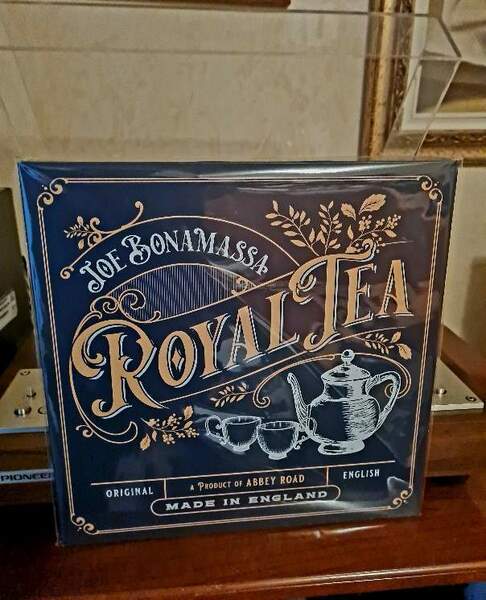 JOE BONAMASSA
ROYAL TEA
ORIGINAL
A PRODUCT OF ABBEY ROAD
ENGLISH
MADE IN ENGLAND
PIONEER